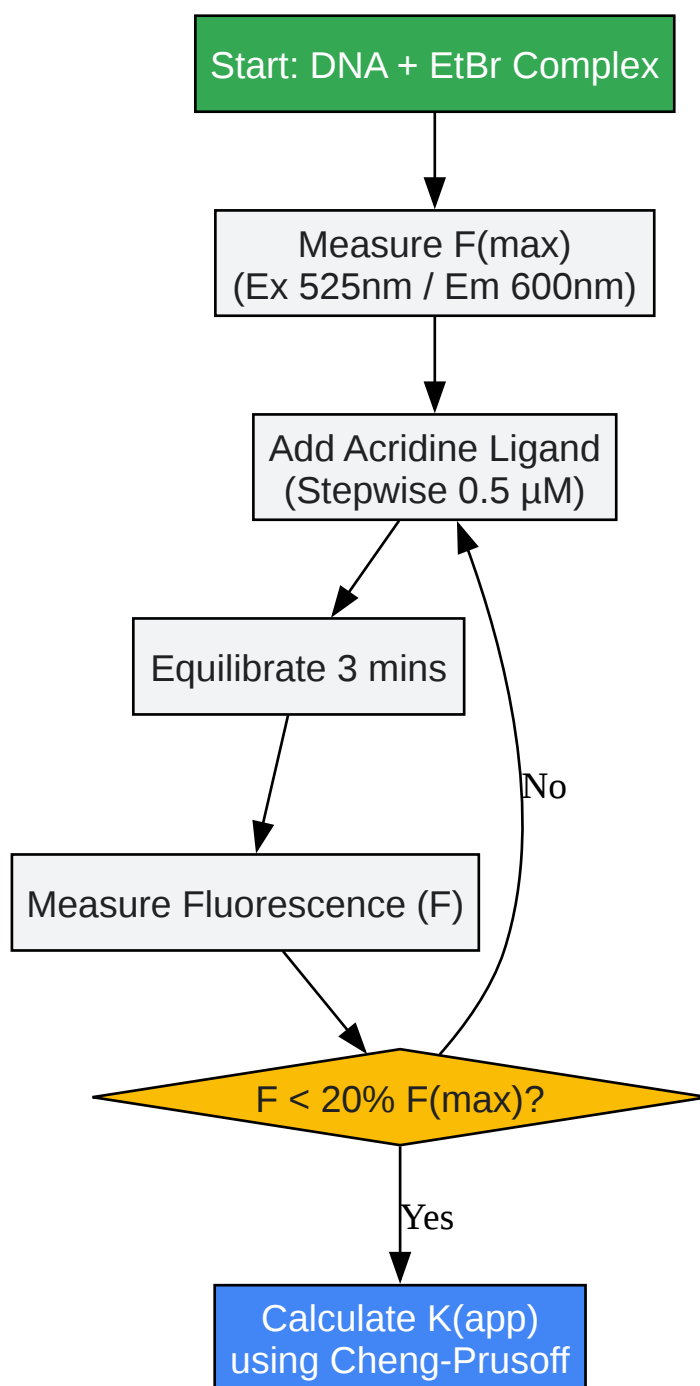 Start: DNA + EtBr Complex
Measure F(max)
(Ex 525nm / Em 600nm)
Add Acridine Ligand
(Stepwise 0.5 µM)
Equilibrate 3 mins
No
Measure Fluorescence (F)
F < 20% F(max)?
Yes
Calculate K(app)
using Cheng-Prusoff